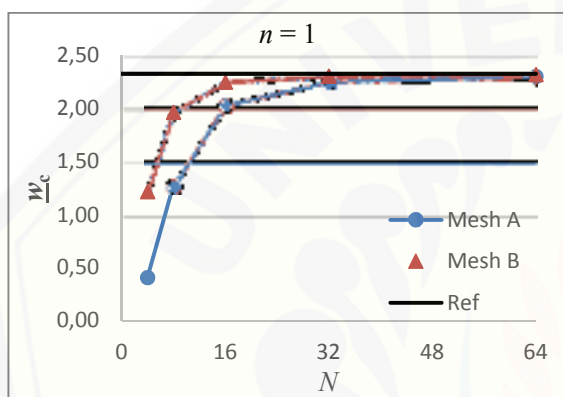 n = 1
2,50
2,00
1,50
1,00
0,50
0,00
w_c
0 16 32 48 64
N
Mesh A
Mesh B
Ref